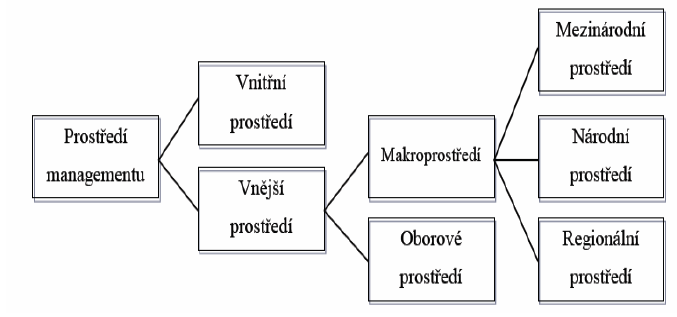 Prostředí
managementu
Vnitřní
prostředí
Vnější
prostředí
Makroprostředí
Oborové
prostředí
Mezinárodní
prostředí
Národní
prostředí
Regionální
prostředí